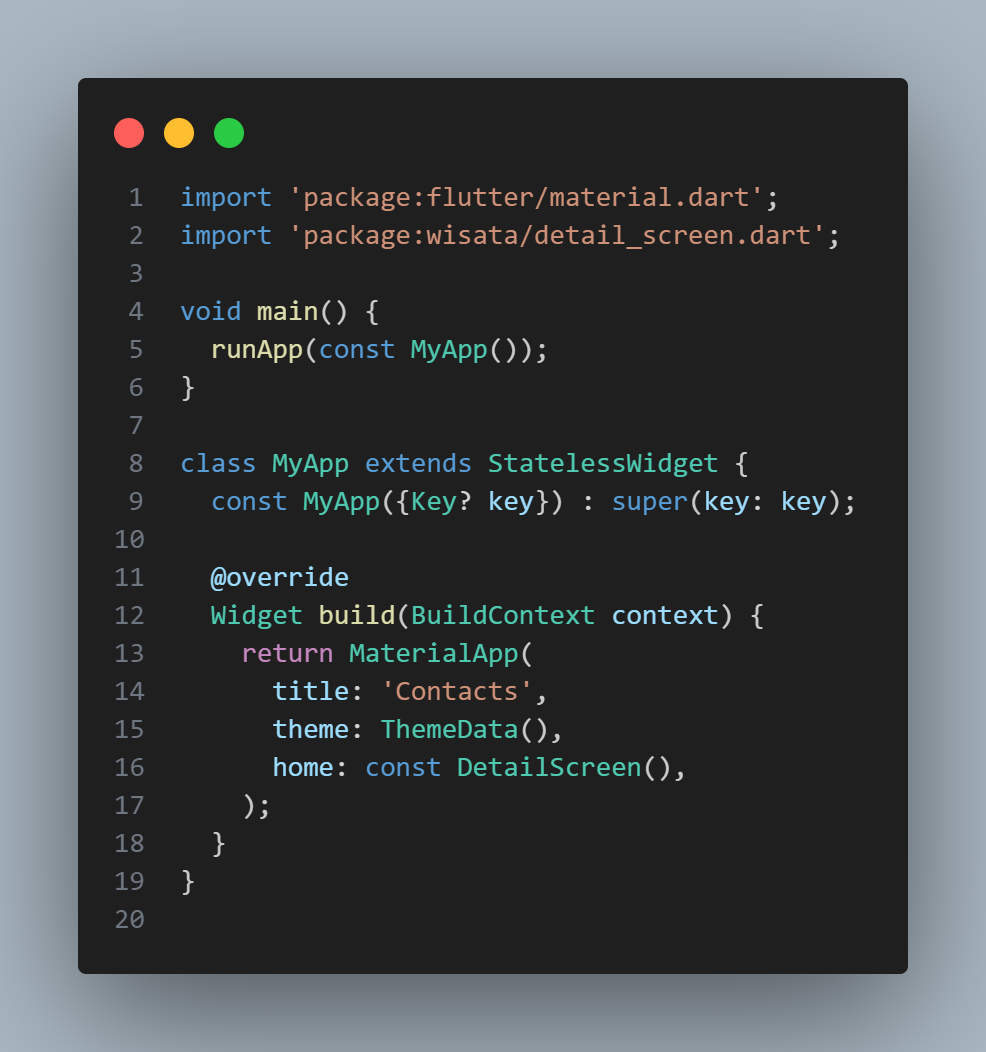 1 import 'package:flutter/material.dart';
2 import 'package:wisata/detail_screen.dart';
3
4 void main() {
5   runApp(const MyApp());
6 }
7
8 class MyApp extends StatelessWidget {
9   const MyApp({Key? key}) : super(key: key);
10
11   @override
12   Widget build(BuildContext context) {
13     return MaterialApp(
14       title: 'Contacts',
15       theme: ThemeData(),
16       home: const DetailScreen(),
17     );
18   }
19 }
20